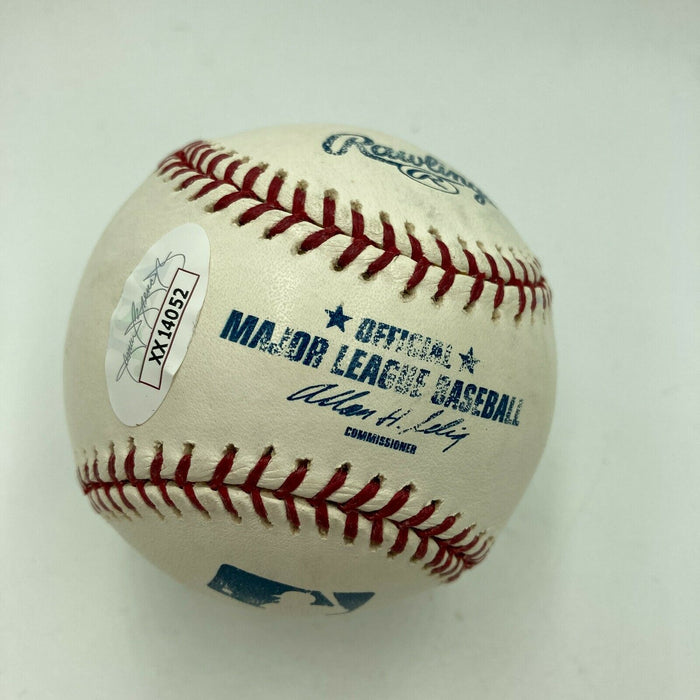 Rawlings
R
XX14052
OFFICIAL
MAJOR LEAGUE BASEBALL
Allan H. Selig
COMMISSIONER